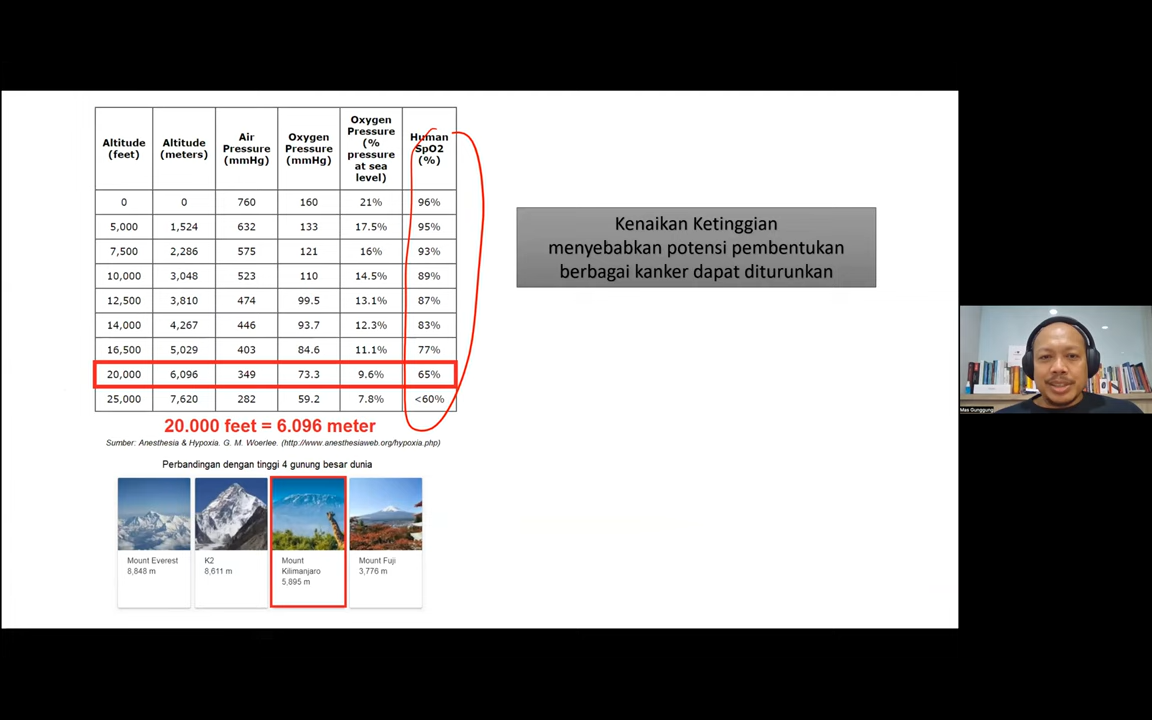 Altitude (feet) Altitude (meters) Air Pressure (mmHg) Oxygen Pressure (mmHg) Oxygen Pressure (% pressure at sea level) Human SpO2 (%)
0 0 760 160 21% 96%
5,000 1,524 632 133 17.5% 95%
7,500 2,286 575 121 16% 93%
10,000 3,048 523 110 14.5% 89%
12,500 3,810 474 99.5 13.1% 87%
14,000 4,267 446 93.7 12.3% 83%
16,500 5,029 403 84.6 11.1% 77%
20,000 6,096 349 73.3 9.6% 65%
25,000 7,620 282 59.2 7.8% <60%
20.000 feet = 6.096 meter
Sumber: Anesthesia & Hypoxia. G. M. Woerlee. (http://www.anesthesiaweb.org/hypoxia.php)
Perbandingan dengan tinggi 4 gunung besar dunia
Mount Everest
8,848 m
K2
8,611 m
Mount
Kilimanjaro
5,895 m
Mount Fuji
3,776 m
Kenaikan Ketinggian
menyebabkan potensi pembentukan
berbagai kanker dapat diturunkan
Mas Gunggung